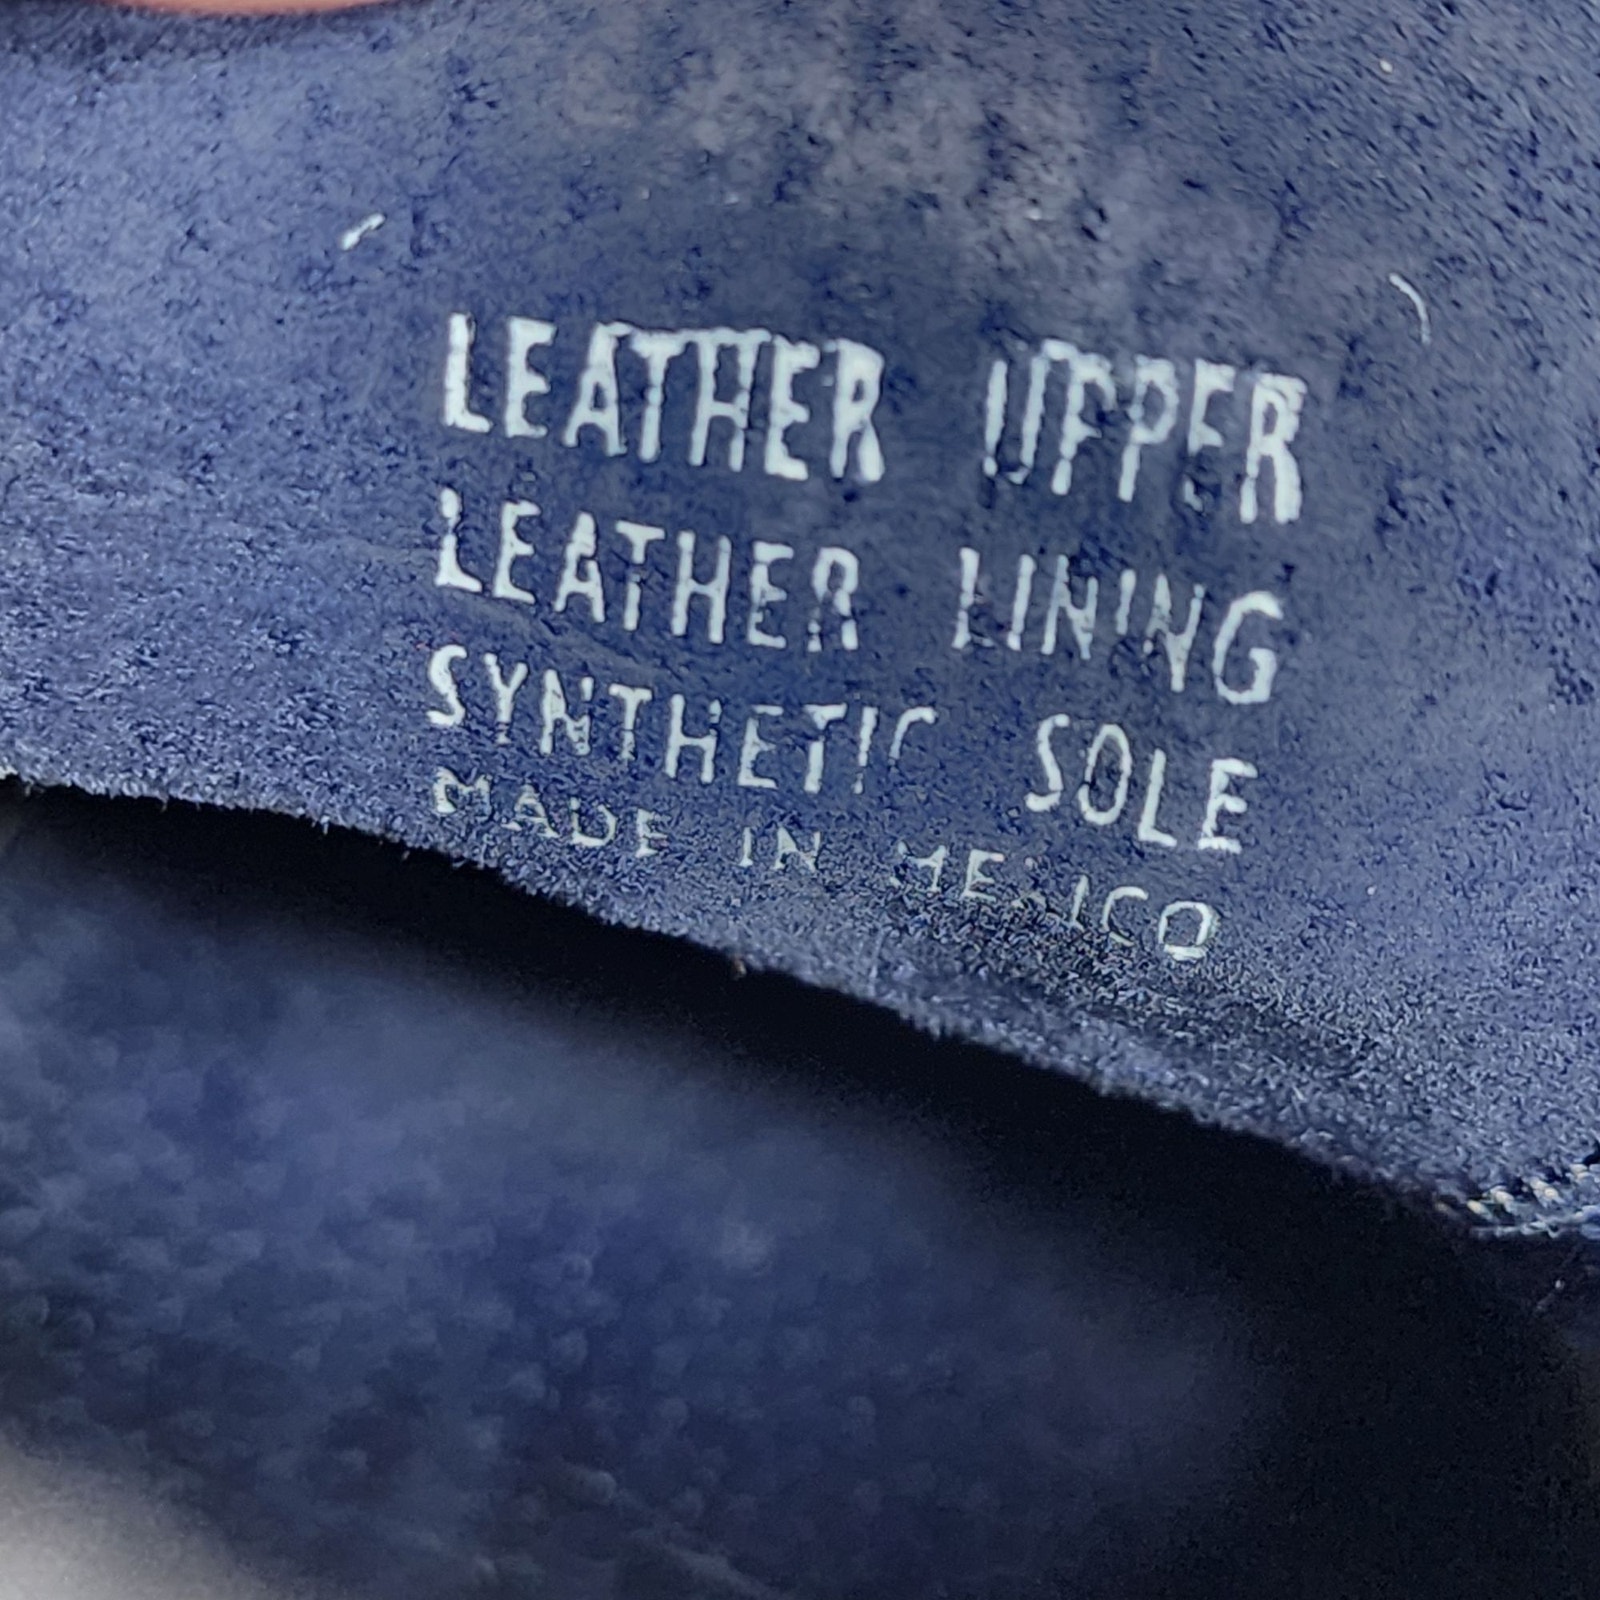 LEATHER UPPER
LEATHER LINING
SYNTHETIC SOLE
MADE IN MEXICO